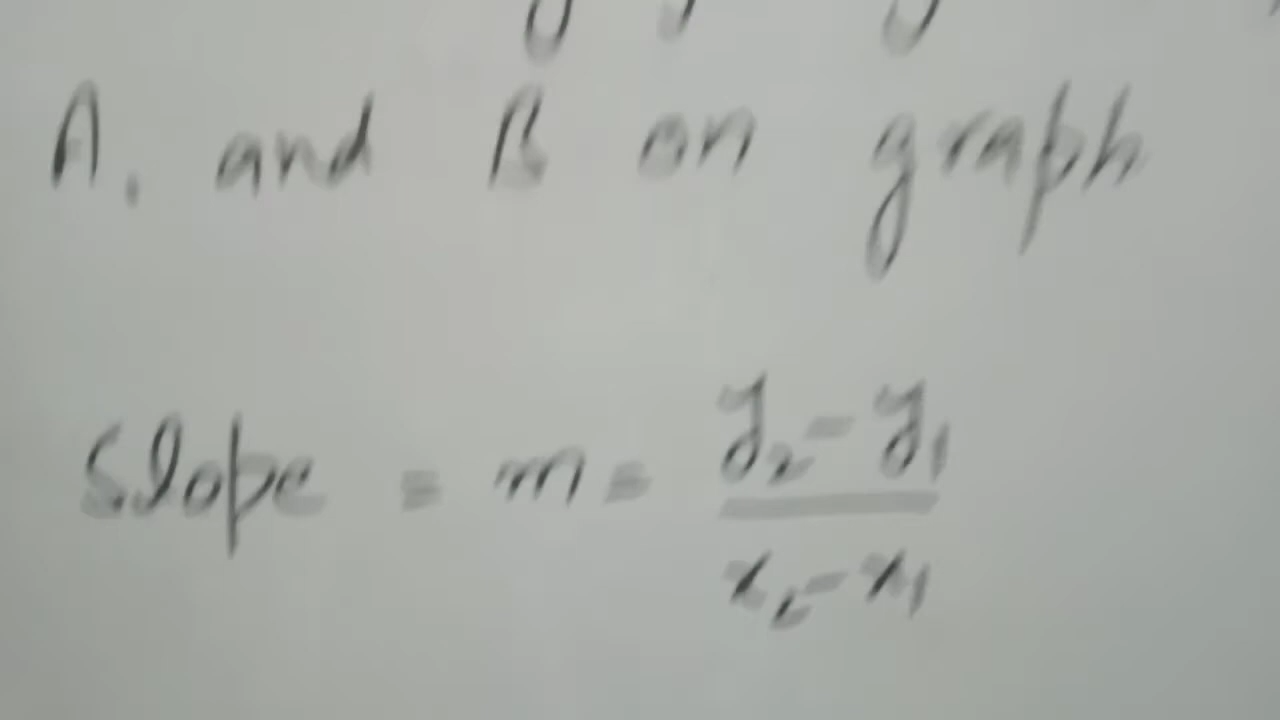 A, and B on graph
Slope = m = y₂ - y₁ / x₂ - x₁